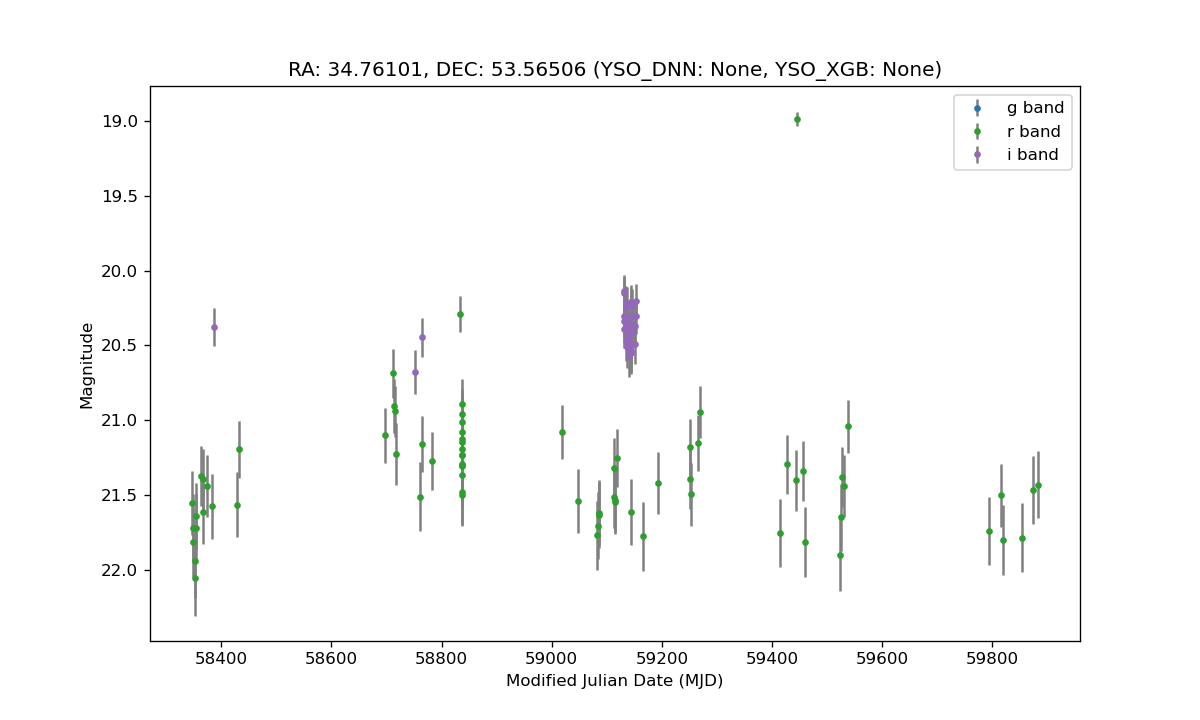 RA: 34.76101, DEC: 53.56506 (YSO_DNN: None, YSO_XGB: None)
g band
r band
i band
19.0
19.5
20.0
20.5
21.0
21.5
22.0
Magnitude
58400 58600 58800 59000 59200 59400 59600 59800
Modified Julian Date (MJD)